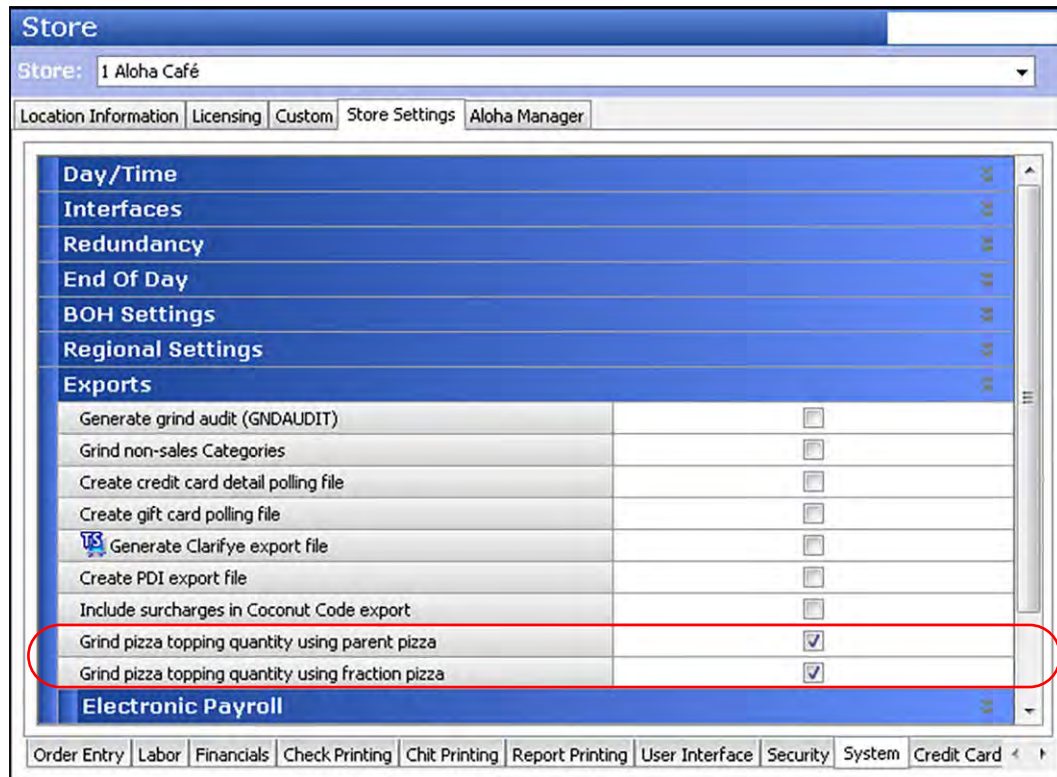 Store
Store: 1 Aloha Café
Location Information Licensing Custom Store Settings Aloha Manager
Day/Time
Interfaces
Redundancy
End Of Day
BOH Settings
Regional Settings
Exports
Generate grind audit (GNDAUDIT)
Grind non-sales Categories
Create credit card detail polling file
Create gift card polling file
TS Generate Clarifye export file
Create PDI export file
Include surcharges in Coconut Code export
Grind pizza topping quantity using parent pizza
Grind pizza topping quantity using fraction pizza
Electronic Payroll
Order Entry Labor Financials Check Printing Chit Printing Report Printing User Interface Security System Credit Card